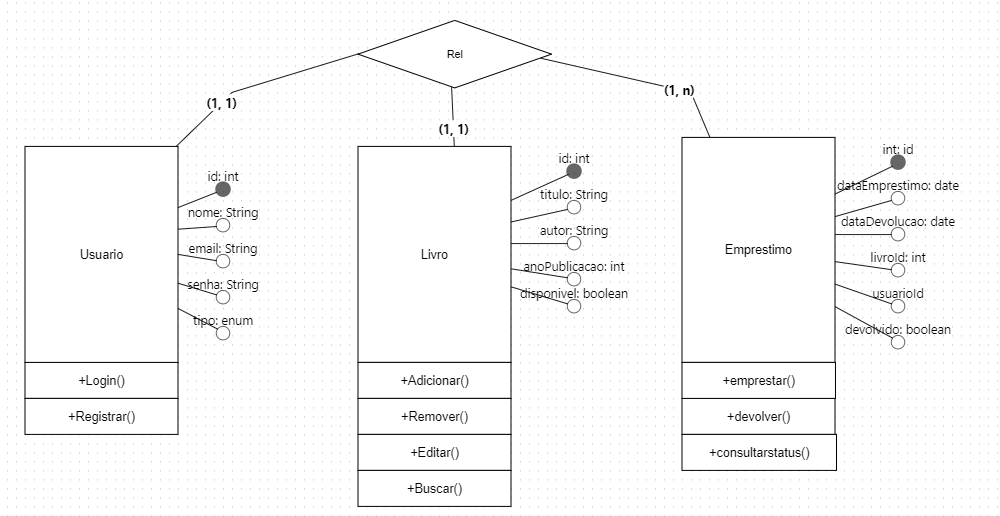 Rel
(1, 1)
(1, 1)
(1, n)
Usuario
id: int
nome: String
email: String
senha: String
tipo: enum
+Login()
+Registrar()
Livro
id: int
titulo: String
autor: String
anoPublicacao: int
disponivel: boolean
+Adicionar()
+Remover()
+Editar()
+Buscar()
Emprestimo
int: id
dataEmprestimo: date
dataDevolucao: date
livroId: int
usuarioId
devolvido: boolean
+emprestar()
+devolver()
+consultarstatus()